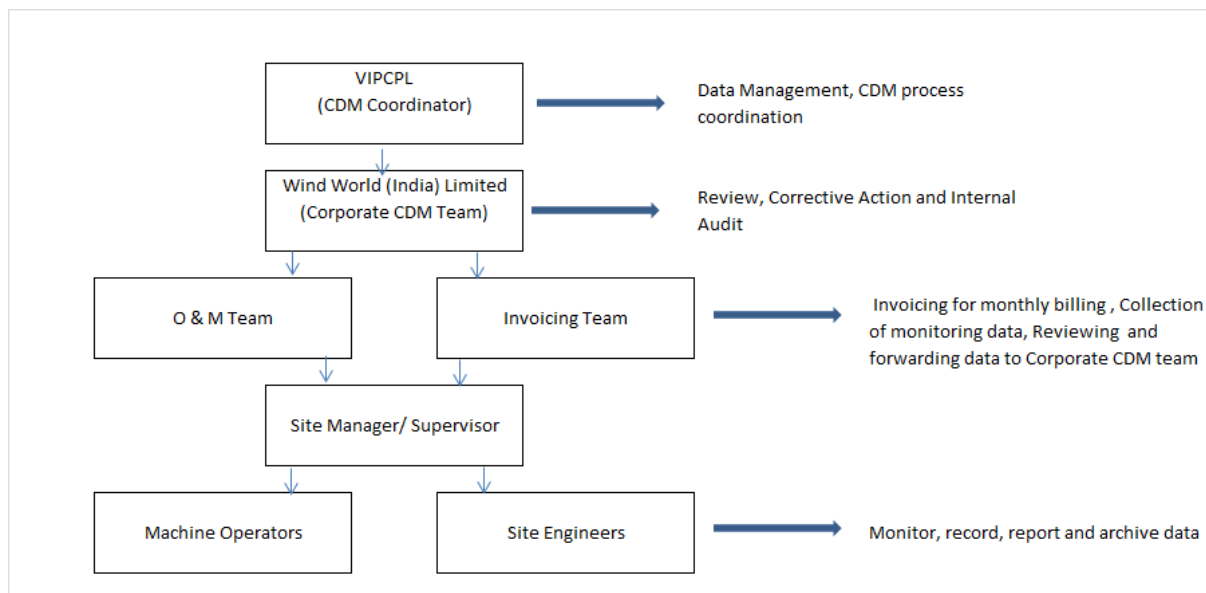 VIPCPL
(CDM Coordinator)
Data Management, CDM process
coordination
Wind World (India) Limited
(Corporate CDM Team)
Review, Corrective Action and Internal
Audit
O & M Team
Invoicing Team
Invoicing for monthly billing , Collection
of monitoring data, Reviewing and
forwarding data to Corporate CDM team
Site Manager/ Supervisor
Machine Operators
Site Engineers
Monitor, record, report and archive data